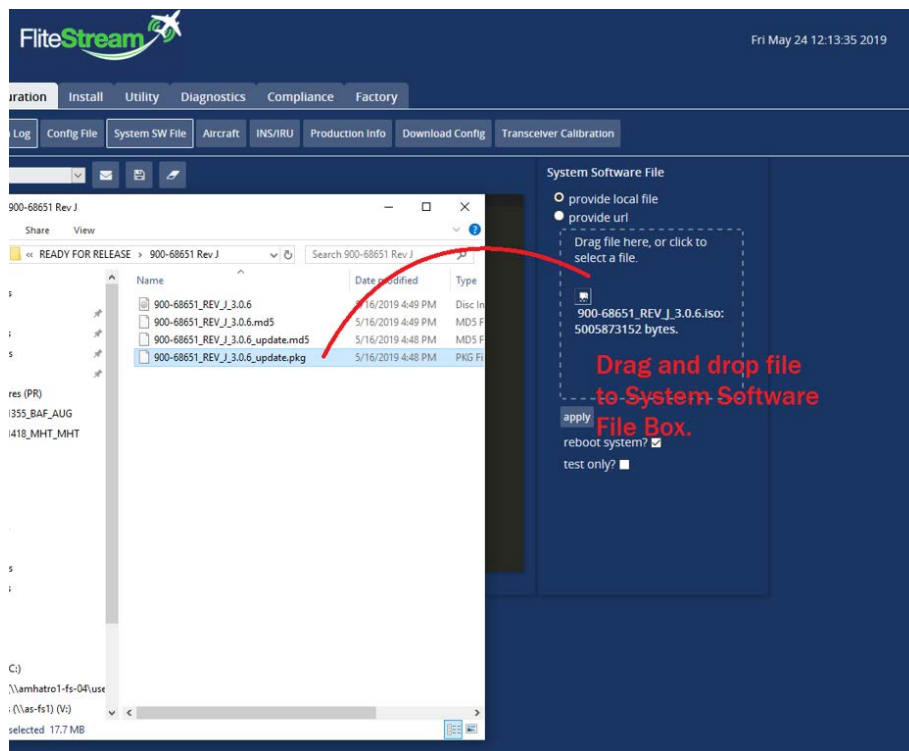 FliteStream
Fri May 24 12:13:35 2019
uration Install Utility Diagnostics Compliance Factory
Log Config File System SW File Aircraft INS/IRU Production Info Download Config Transceiver Calibration
System Software File
provide local file
provide url
Drag file here, or click to
select a file.
900-68651_REV_J_3.0.6.iso:
5005873152 bytes.
Drag and drop file
to System Software
File Box.
apply
reboot system?
test only?
900-68651 Rev J
Share View
« READY FOR RELEASE › 900-68651 Rev J
Search 900-68651 Rev J
Name Date modified Type
900-68651_REV_J_3.0.6 5/16/2019 4:49 PM Disc In
900-68651_REV_J_3.0.6.md5 5/16/2019 4:49 PM MD5 F
900-68651_REV_J_3.0.6_update.md5 5/16/2019 4:48 PM MD5 F
900-68651_REV_J_3.0.6_update.pkg 5/16/2019 4:48 PM PKG Fi
res (PR)
1355_BAF_AUG
1418_MHT_MHT
C:)
(\\amhatro1-fs-04\use
(\\as-fs1) (V:)
selected 17.7 MB